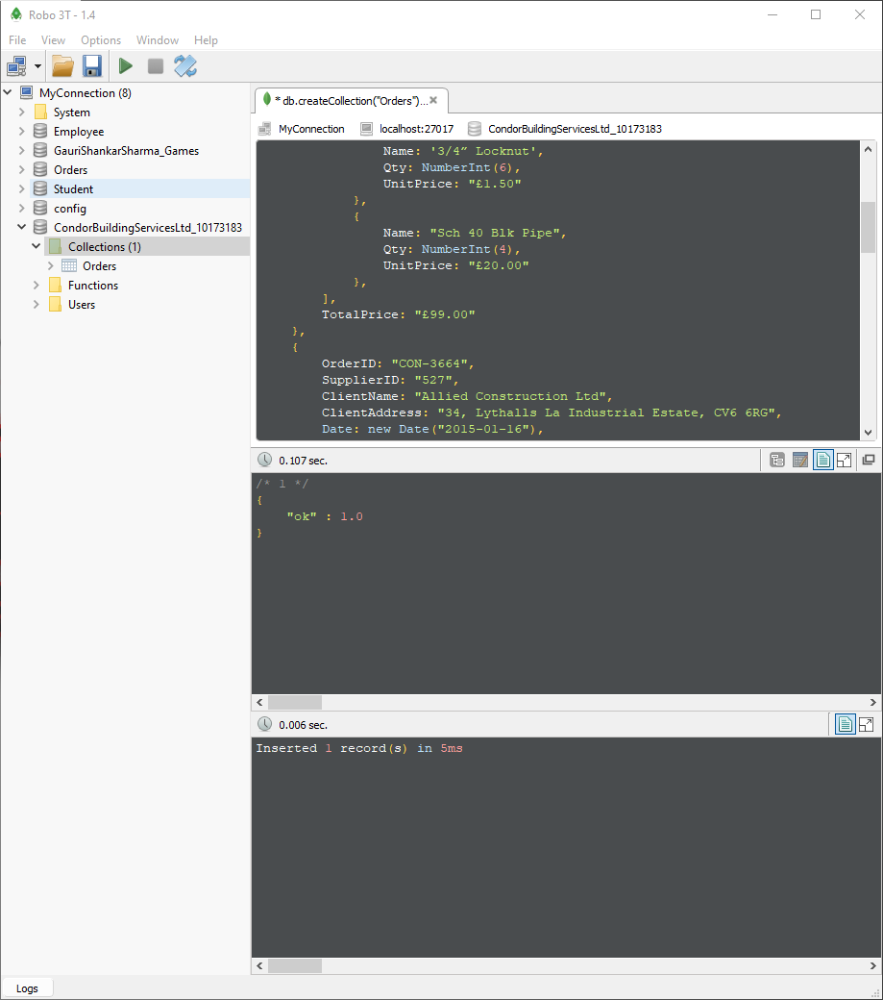 Robo 3T - 1.4
File View Options Window Help
MyConnection (8)
System
Employee
GauriShankarSharma_Games
Orders
Student
config
CondorBuildingServicesLtd_10173183
Collections (1)
Orders
Functions
Users
* db.createCollection("Orders")...
MyConnection localhost:27017 CondorBuildingServicesLtd_10173183
Name: '3/4” Locknut',
Qty: NumberInt(6),
UnitPrice: "£1.50"
},
{
Name: "Sch 40 Blk Pipe",
Qty: NumberInt(4),
UnitPrice: "£20.00"
},
],
TotalPrice: "£99.00"
},
{
OrderID: "CON-3664",
SupplierID: "527",
ClientName: "Allied Construction Ltd",
ClientAddress: "34, Lythalls La Industrial Estate, CV6 6RG",
Date: new Date("2015-01-16"),
0.107 sec.
/* 1 */
{
"ok" : 1.0
}
0.006 sec.
Inserted 1 record(s) in 5ms
Logs